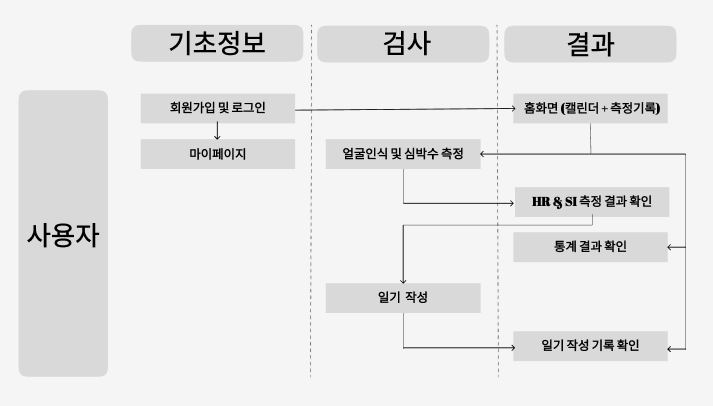 기초정보
검사
결과
사용자
회원가입 및 로그인
홈화면 (캘린더 + 측정기록)
마이페이지
얼굴인식 및 심박수 측정
HR & SI 측정 결과 확인
통계 결과 확인
일기 작성
일기 작성 기록 확인